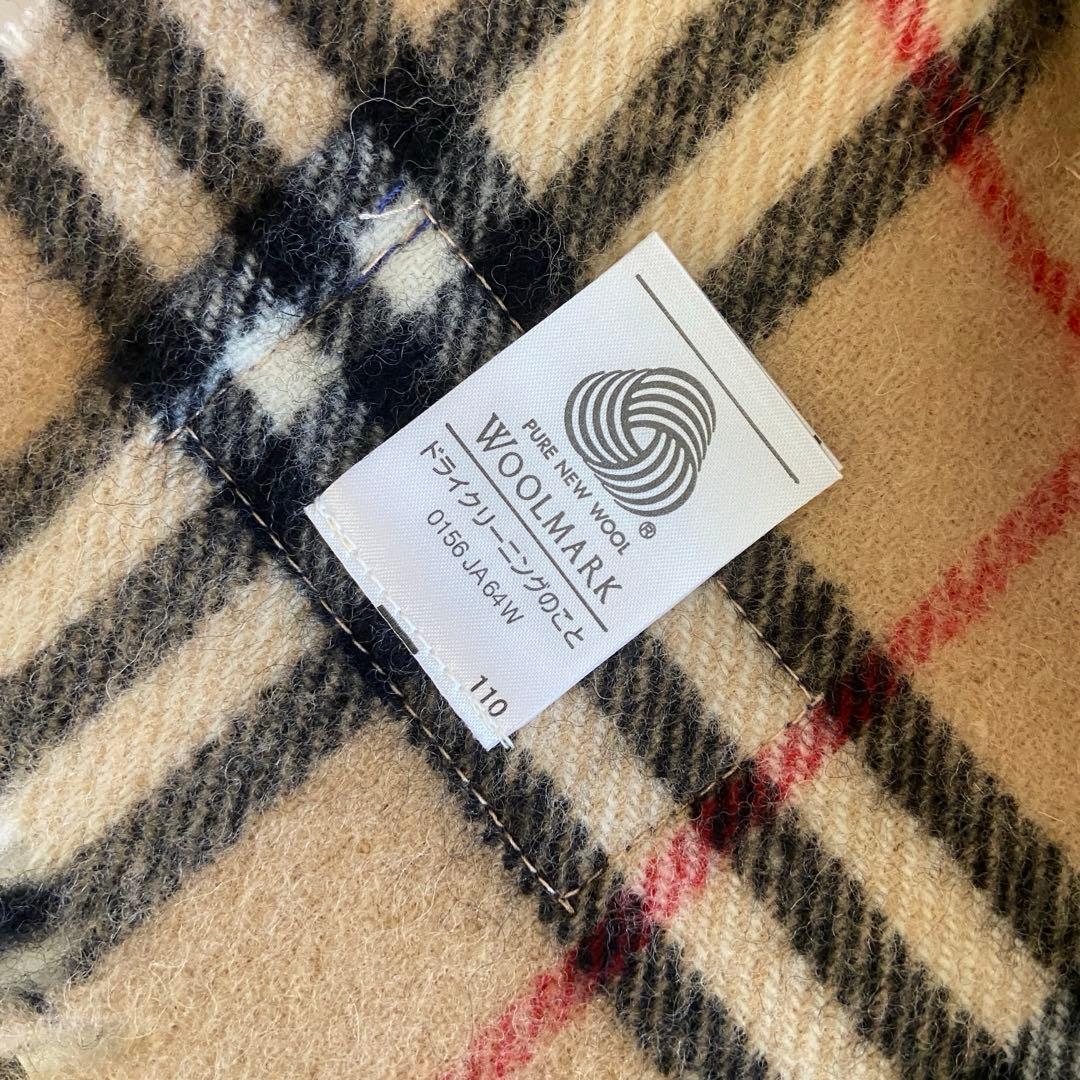 PURE NEW WOOL
WOOLMARK®
ドライクリーニングのこと
0156 JA64W
110